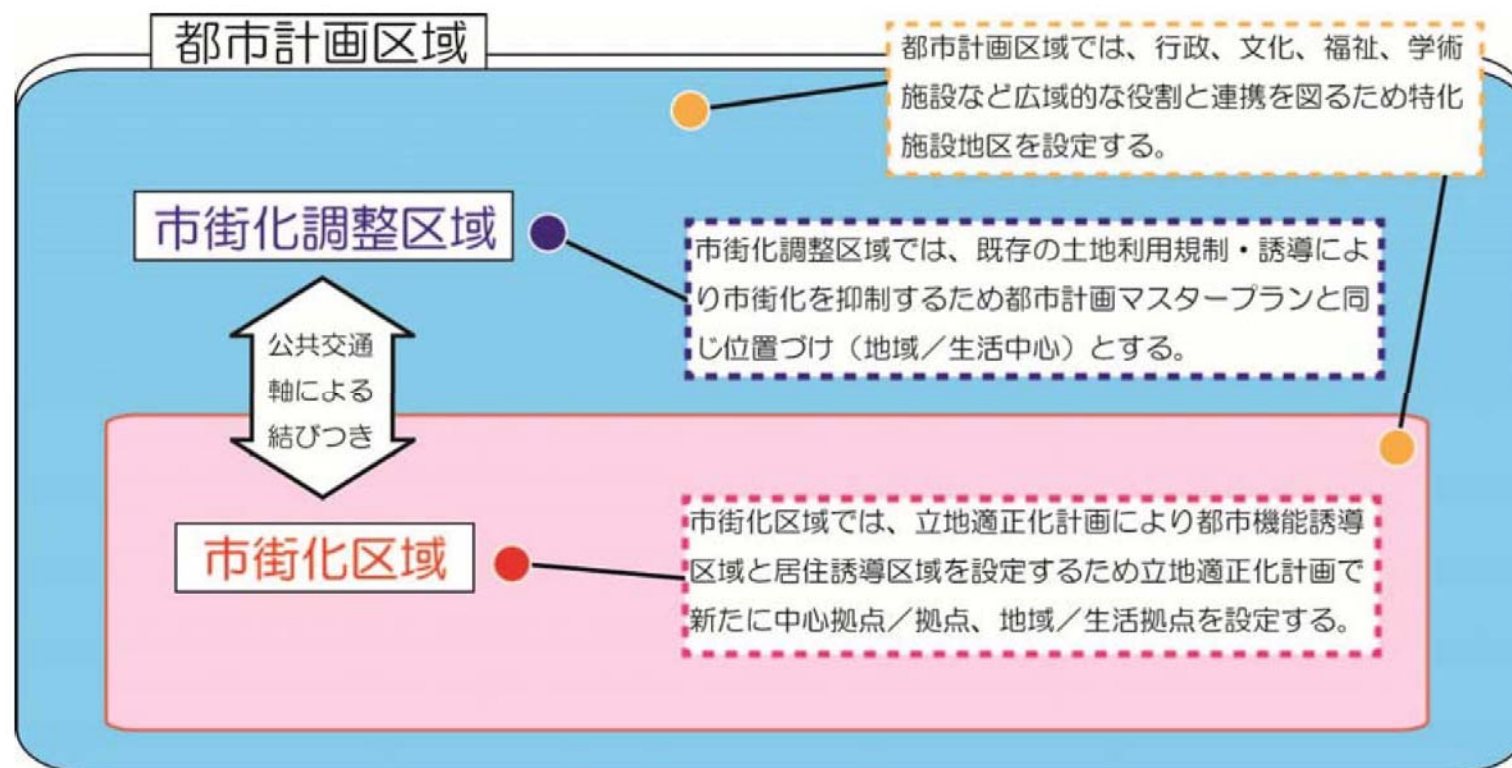 都市計画区域
都市計画区域では、行政、文化、福祉、学術
施設など広域的な役割と連携を図るため特化
施設地区を設定する。
市街化調整区域
市街化調整区域では、既存の土地利用規制・誘導によ
り市街化を抑制するため都市計画マスタープランと同
じ位置づけ（地域／生活中心）とする。
公共交通
軸による
結びつき
市街化区域
市街化区域では、立地適正化計画により都市機能誘導
区域と居住誘導区域を設定するため立地適正化計画で
新たに中心拠点／拠点、地域／生活拠点を設定する。